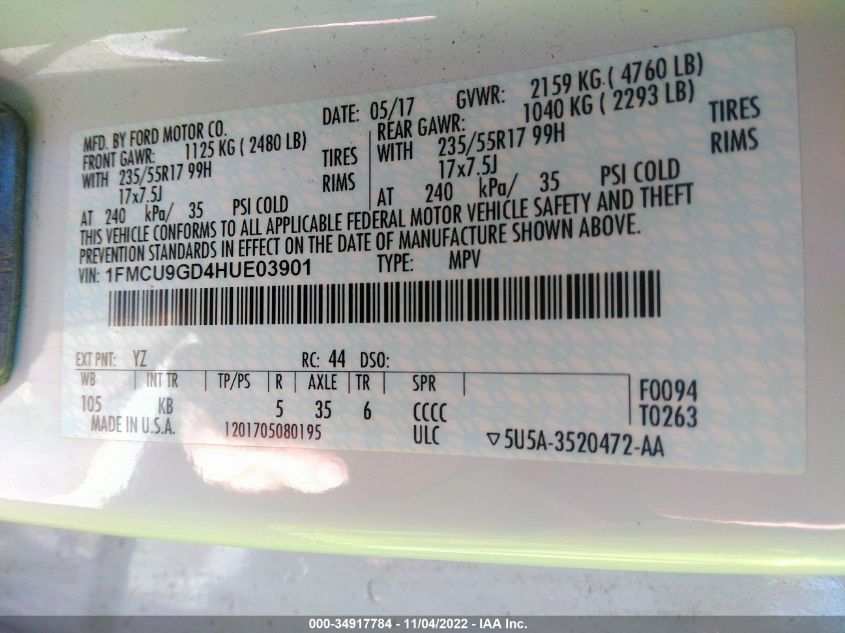 MFD. BY FORD MOTOR CO. DATE: 05/17 GVWR: 2159 KG ( 4760 LB)
FRONT GAWR: 1125 KG ( 2480 LB) REAR GAWR: 1040 KG ( 2293 LB)
WITH 235/55R17 99H TIRES WITH 235/55R17 99H TIRES
17x7.5J RIMS 17x7.5J RIMS
AT 240 kPa/ 35 PSI COLD AT 240 kPa/ 35 PSI COLD
THIS VEHICLE CONFORMS TO ALL APPLICABLE FEDERAL MOTOR VEHICLE SAFETY AND THEFT
PREVENTION STANDARDS IN EFFECT ON THE DATE OF MANUFACTURE SHOWN ABOVE.
VIN: 1FMCU9GD4HUE03901 TYPE: MPV
EXT PNT: YZ RC: 44 DSO:
WB INT TR TP/PS R AXLE TR SPR F0094
105 KB 5 35 6 CCCC T0263
MADE IN U.S.A. 1201705080195 ULC ▽5U5A-3520472-AA
000-34917784 - 11/04/2022 - IAA Inc.